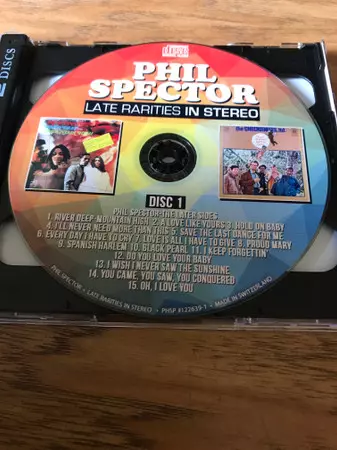 2 DISCS
PHIL
SPECTOR
LATE RARITIES IN STEREO
DISC 1
PHIL SPECTOR-THE LATER SIDES
1. RIVER DEEP-MOUNTAIN HIGH 2. A LOVE LIKE YOURS 3. HOLD ON BABY
4. I'LL NEVER NEED MORE THAN THIS 5. SAVE THE LAST DANCE FOR ME
6. EVERY DAY I HAVE TO CRY 7. LOVE IS ALL I HAVE TO GIVE 8. PROUD MARY
9. SPANISH HARLEM 10. BLACK PEARL 11. I KEEP FORGETTIN'
12. DO YOU LOVE YOUR BABY
13. I WISH I NEVER SAW THE SUNSHINE
14. YOU CAME, YOU SAW, YOU CONQUERED
15. OH, I LOVE YOU
PHIL SPECTOR • LATE RARITIES IN STEREO • PHSP #122839-1 • MADE IN SWITZERLAND